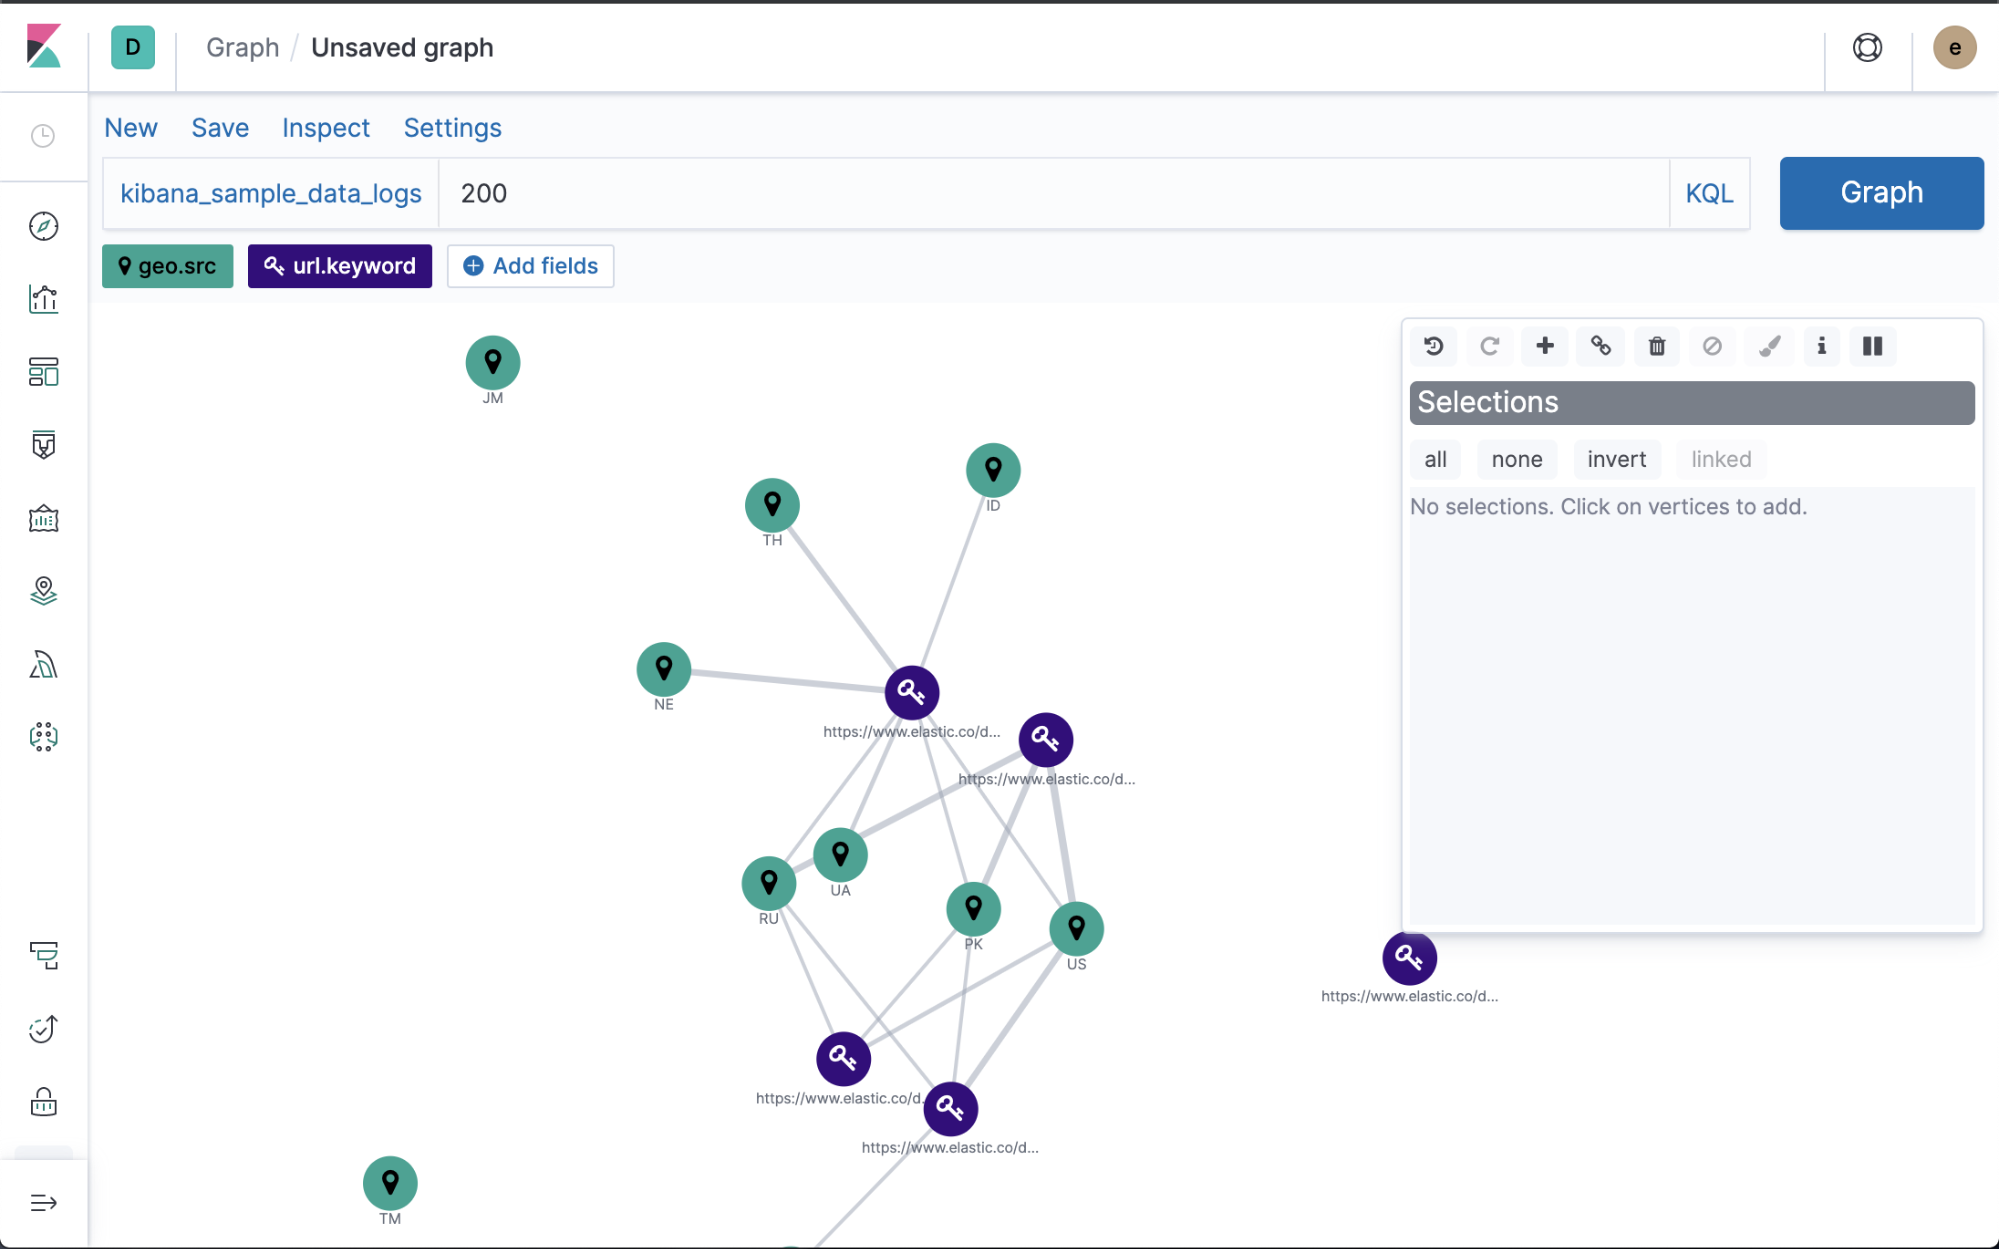 D
Graph / Unsaved graph
e
New Save Inspect Settings
kibana_sample_data_logs 200 KQL Graph
geo.src url.keyword Add fields
Selections
all none invert linked
No selections. Click on vertices to add.
JM
ID
TH
NE
https://www.elastic.co/d...
https://www.elastic.co/d...
UA
RU
PK
US
https://www.elastic.co/d...
https://www.elastic.co/d...
https://www.elastic.co/d...
TM